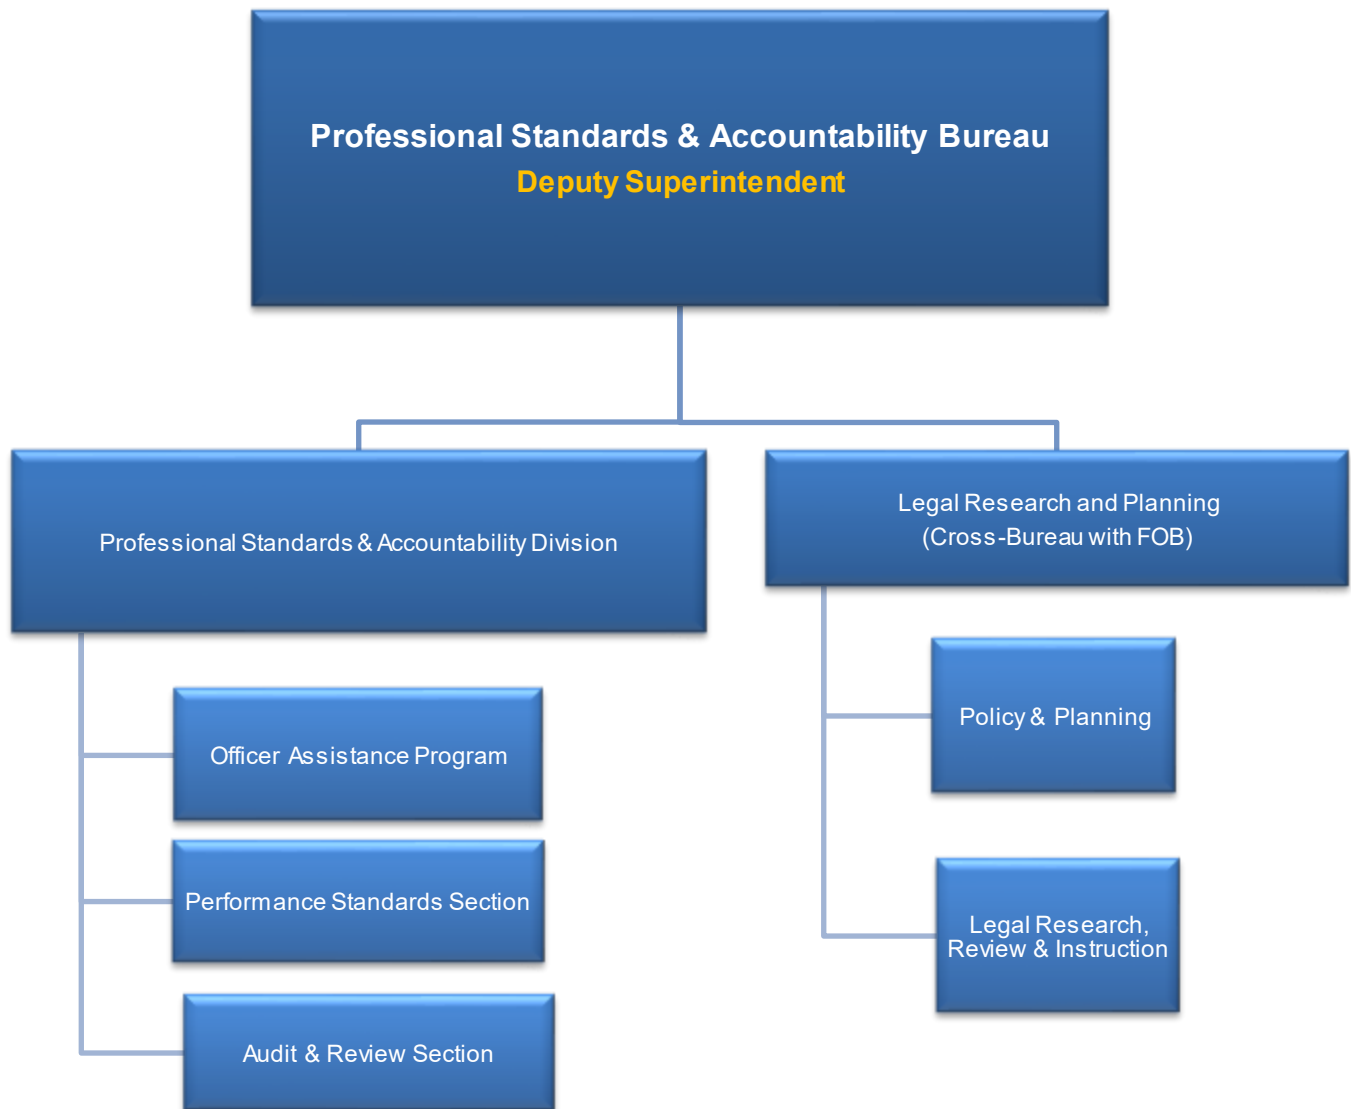 Professional Standards & Accountability Bureau
Deputy Superintendent
Professional Standards & Accountability Division
Legal Research and Planning
(Cross-Bureau with FOB)
Officer Assistance Program
Performance Standards Section
Audit & Review Section
Policy & Planning
Legal Research,
Review & Instruction